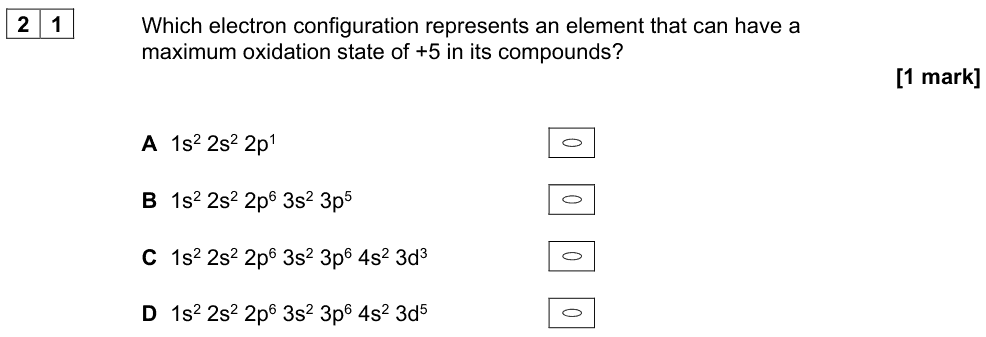 2 1 Which electron configuration represents an element that can have a
maximum oxidation state of +5 in its compounds?
[1 mark]
A 1s² 2s² 2p¹
B 1s² 2s² 2p⁶ 3s² 3p⁵
C 1s² 2s² 2p⁶ 3s² 3p⁶ 4s² 3d³
D 1s² 2s² 2p⁶ 3s² 3p⁶ 4s² 3d⁵